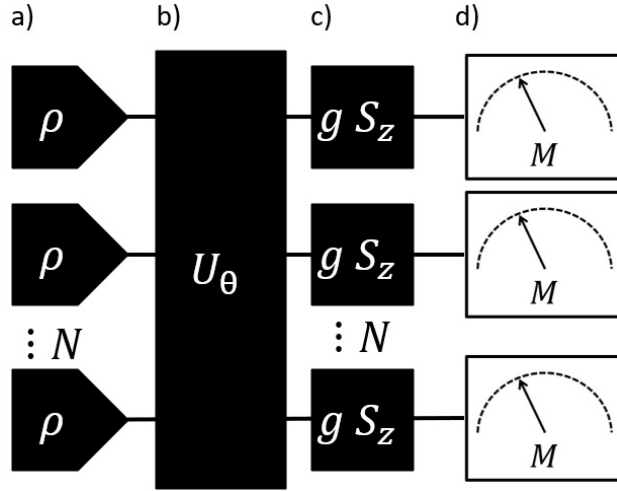 a) b) c) d)
ρ g S_z M
ρ U_θ g S_z M
⋮ N ⋮ N
ρ g S_z M